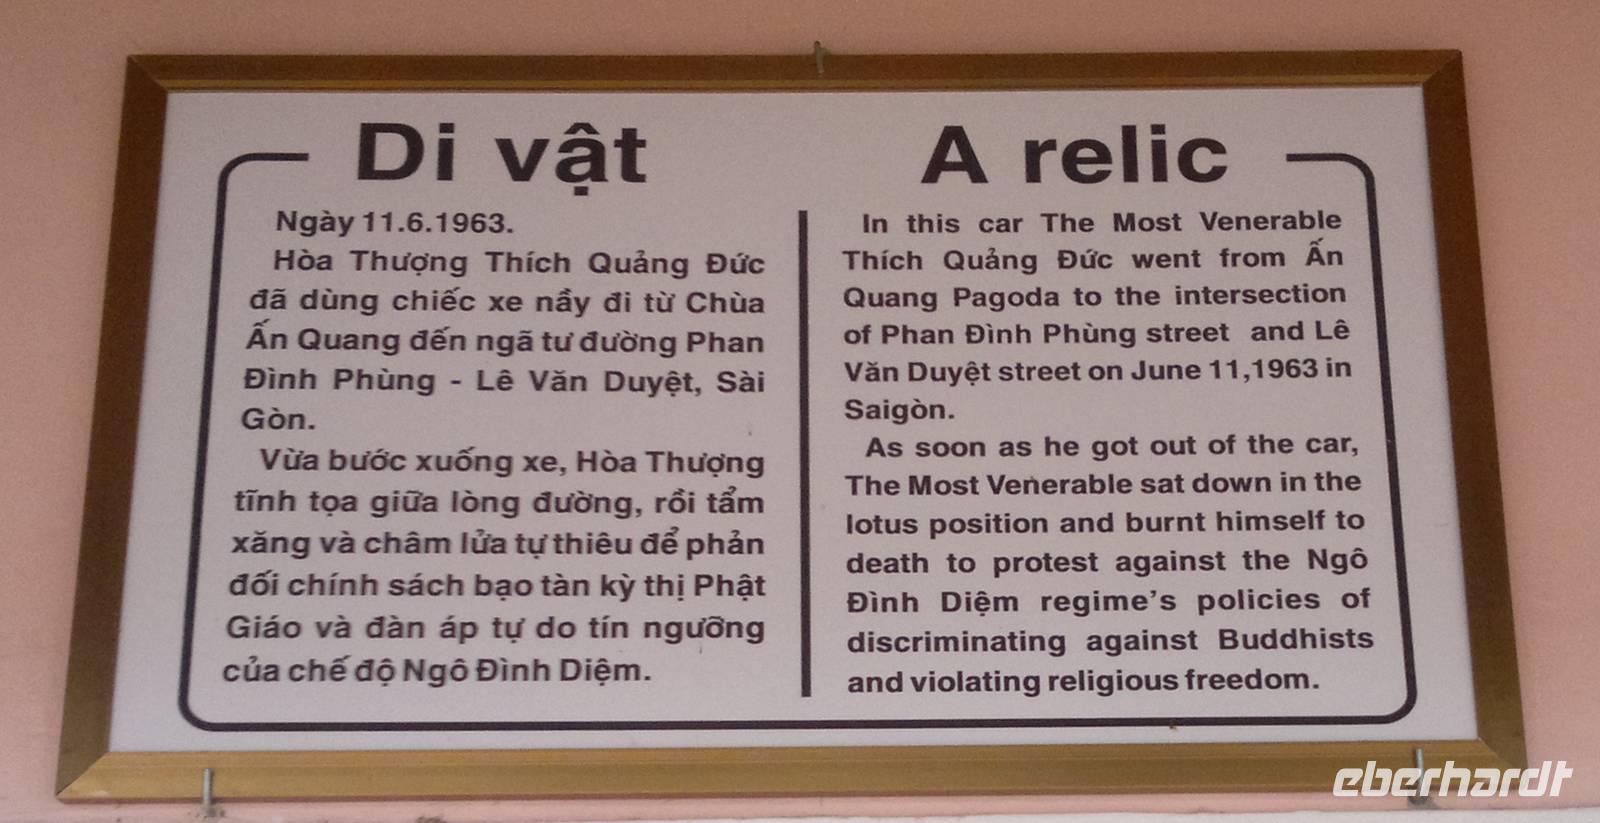 Di vật
Ngày 11.6.1963.
Hòa Thượng Thích Quảng Đức
đã dùng chiếc xe nầy đi từ Chùa
Ấn Quang đến ngã tư đường Phan
Đình Phùng - Lê Văn Duyệt, Sài
Gòn.
Vừa bước xuống xe, Hòa Thượng
tĩnh tọa giữa lòng đường, rồi tẩm
xăng và châm lửa tự thiêu để phản
đối chính sách bạo tàn kỳ thị Phật
Giáo và đàn áp tự do tín ngưỡng
của chế độ Ngô Đình Diệm.
A relic
In this car The Most Venerable
Thích Quảng Đức went from Ấn
Quang Pagoda to the intersection
of Phan Đình Phùng street and Lê
Văn Duyệt street on June 11,1963 in
Saigòn.
As soon as he got out of the car,
The Most Venerable sat down in the
lotus position and burnt himself to
death to protest against the Ngô
Đình Diệm regime's policies of
discriminating against Buddhists
and violating religious freedom.
eberhardt